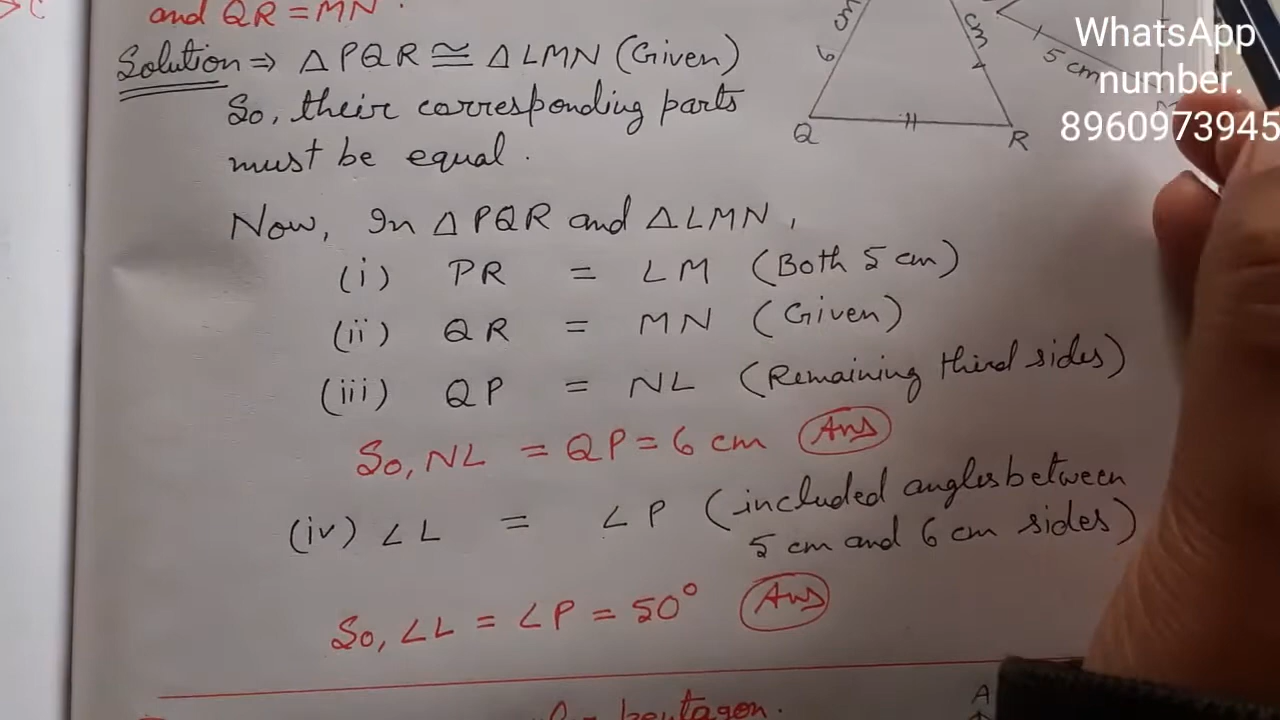 and QR = MN.
Solution ⇒ △PQR ≅ △LMN (Given)
So, their corresponding parts
must be equal.
Now, In △PQR and △LMN,
(i) PR = LM (Both 5 cm)
(ii) QR = MN (Given)
(iii) QP = NL (Remaining third sides)
So, NL = QP = 6 cm Ans
(iv) ∠L = ∠P (included angles between
5 cm and 6 cm sides)
So, ∠L = ∠P = 50° Ans
pentagon.
A
6 cm
cm
5 cm
Q
R
WhatsApp
number.
8960973945